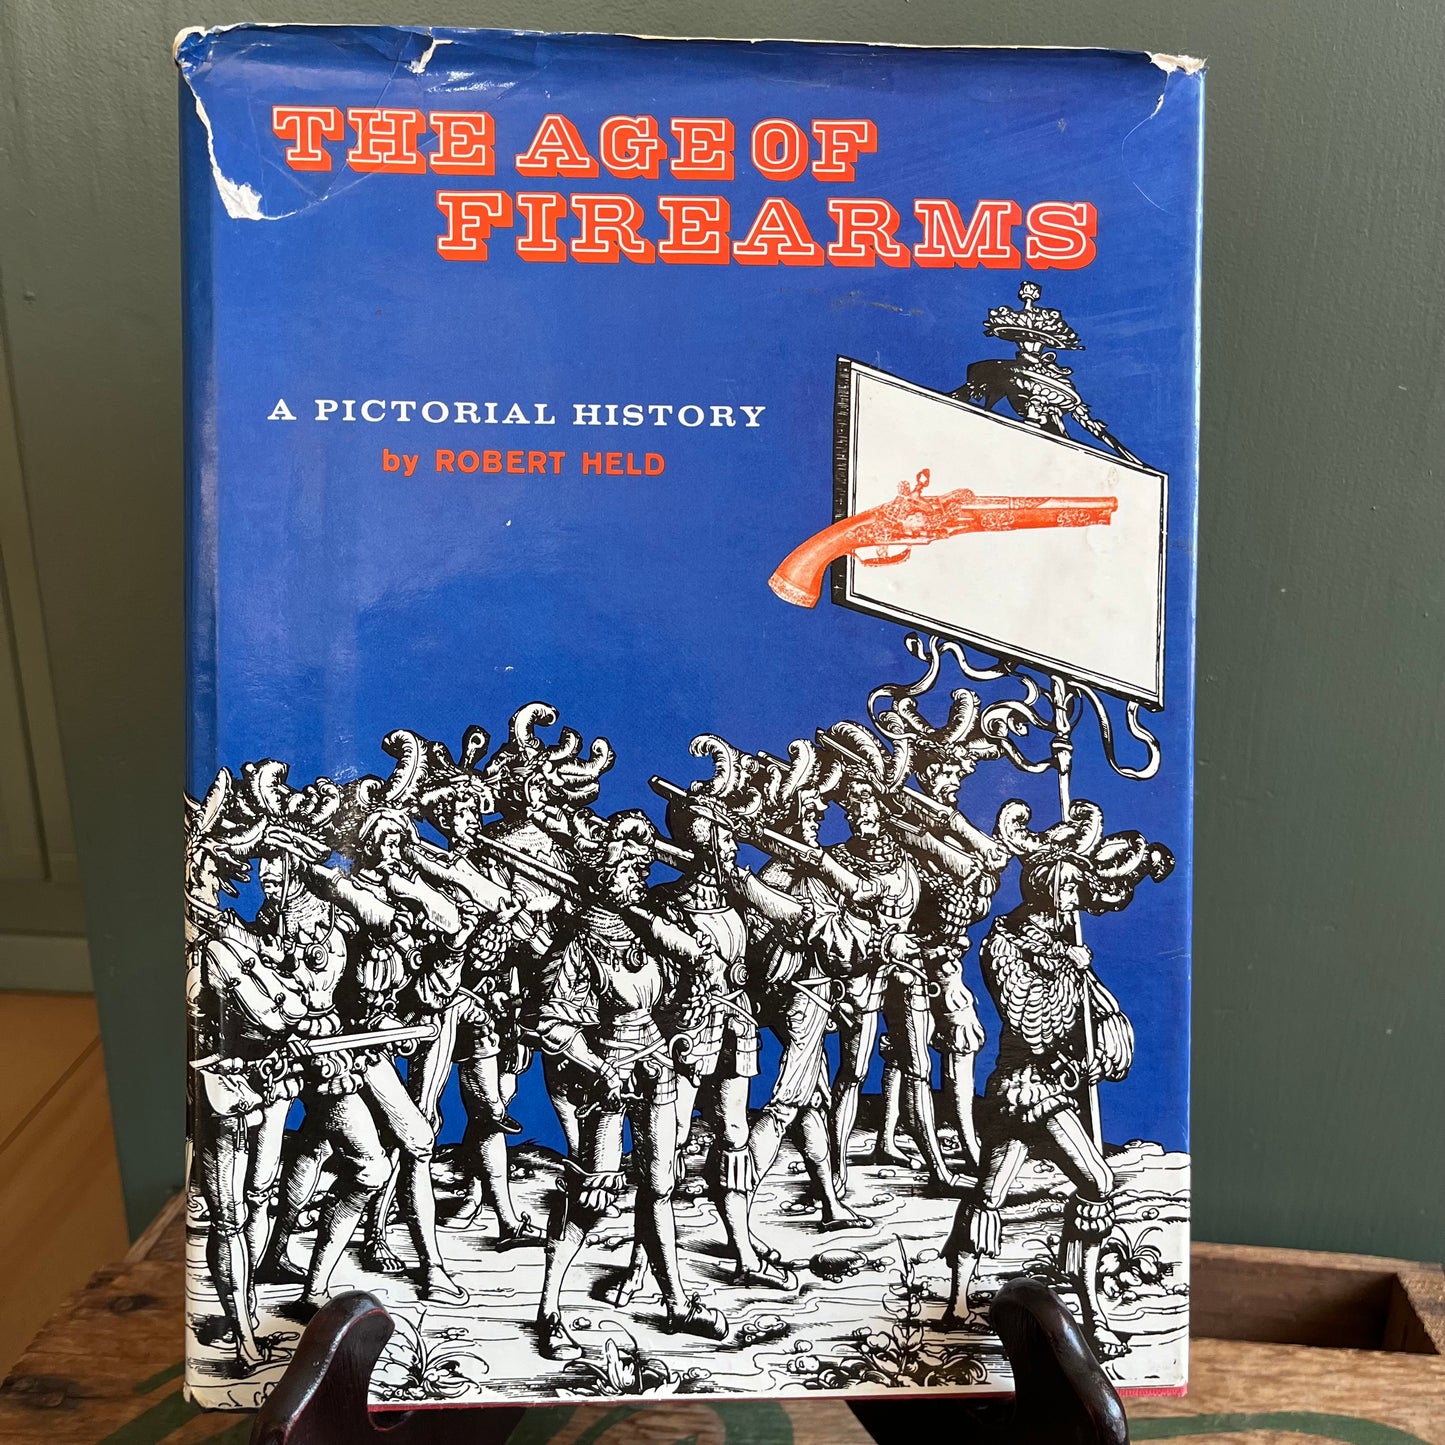 THE AGE OF
FIREARMS
A PICTORIAL HISTORY
by ROBERT HELD